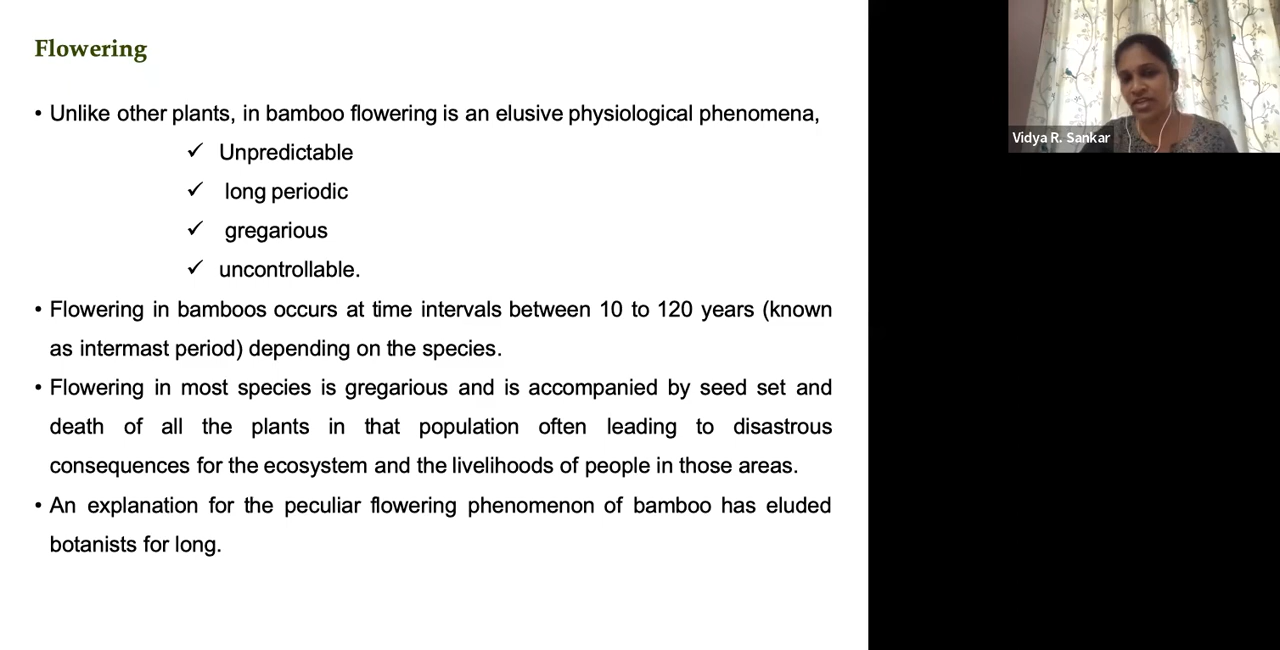 Flowering
• Unlike other plants, in bamboo flowering is an elusive physiological phenomena,
✓ Unpredictable
✓ long periodic
✓ gregarious
✓ uncontrollable.
• Flowering in bamboos occurs at time intervals between 10 to 120 years (known
as intermast period) depending on the species.
• Flowering in most species is gregarious and is accompanied by seed set and
death of all the plants in that population often leading to disastrous
consequences for the ecosystem and the livelihoods of people in those areas.
• An explanation for the peculiar flowering phenomenon of bamboo has eluded
botanists for long.
Vidya R. Sankar